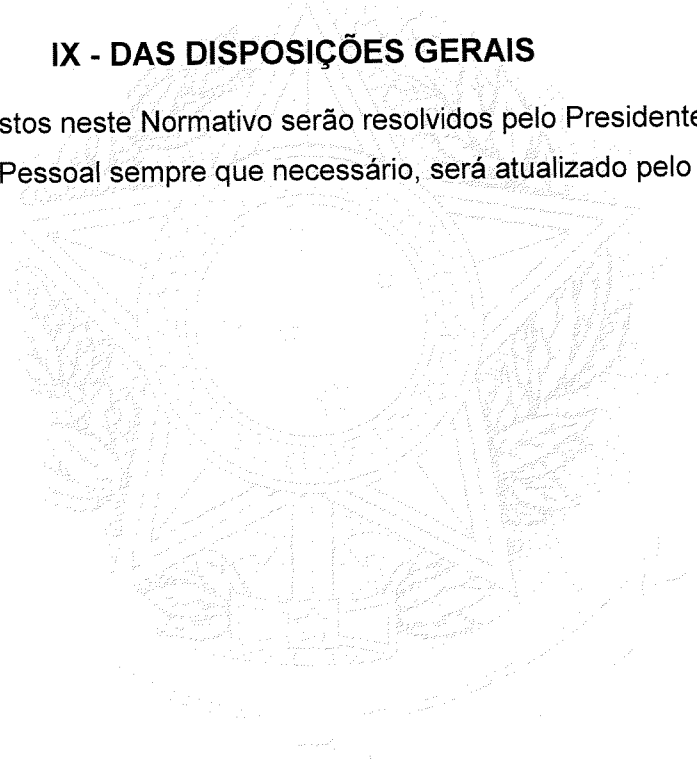 IX - DAS DISPOSIÇÕES GERAIS
stos neste Normativo serão resolvidos pelo Presidente
Pessoal sempre que necessário, será atualizado pelo